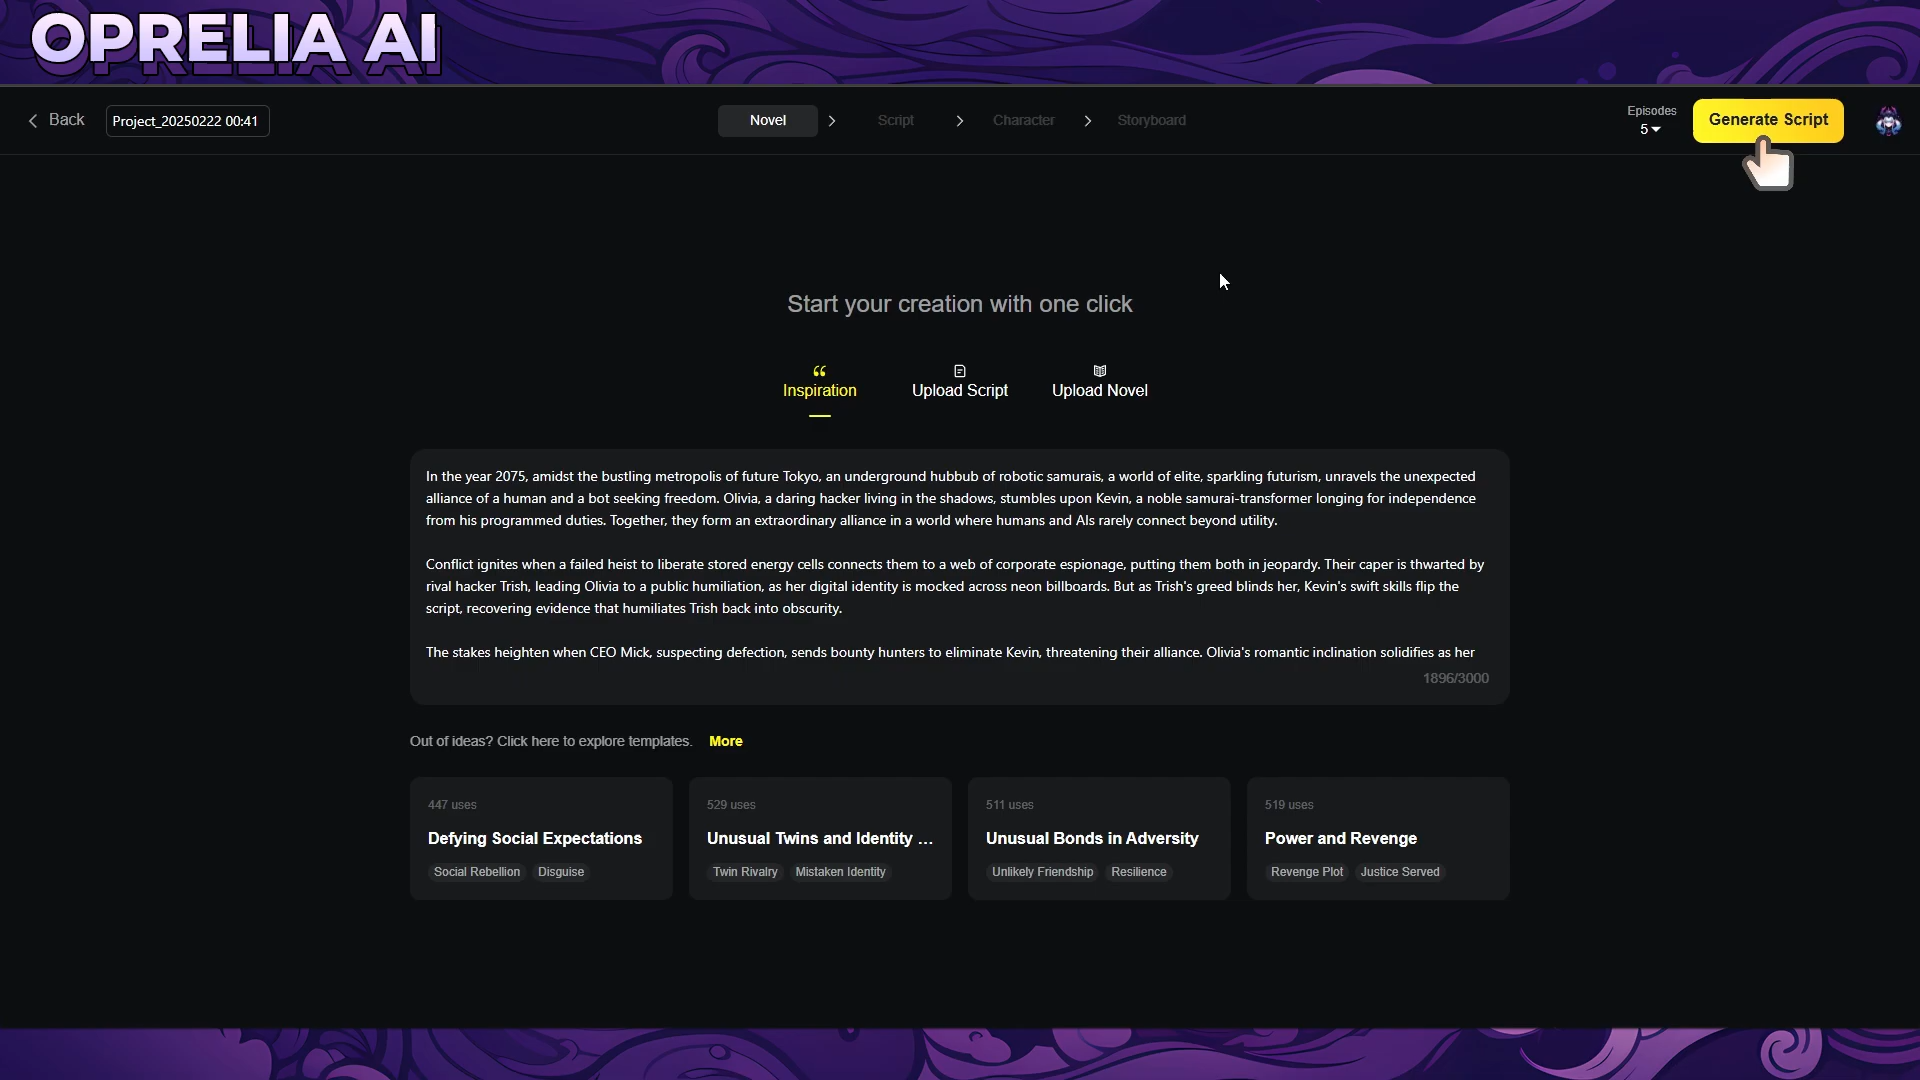 OPRELIA AI
Back
Project_20250222 00:41
Novel
Script
Character
Storyboard
Episodes
5
Generate Script
Start your creation with one click
Inspiration
Upload Script
Upload Novel
In the year 2075, amidst the bustling metropolis of future Tokyo, an underground hubbub of robotic samurais, a world of elite, sparkling futurism, unravels the unexpected
alliance of a human and a bot seeking freedom. Olivia, a daring hacker living in the shadows, stumbles upon Kevin, a noble samurai-transformer longing for independence
from his programmed duties. Together, they form an extraordinary alliance in a world where humans and AIs rarely connect beyond utility.
Conflict ignites when a failed heist to liberate stored energy cells connects them to a web of corporate espionage, putting them both in jeopardy. Their caper is thwarted by
rival hacker Trish, leading Olivia to a public humiliation, as her digital identity is mocked across neon billboards. But as Trish's greed blinds her, Kevin's swift skills flip the
script, recovering evidence that humiliates Trish back into obscurity.
The stakes heighten when CEO Mick, suspecting defection, sends bounty hunters to eliminate Kevin, threatening their alliance. Olivia's romantic inclination solidifies as her
1896/3000
Out of ideas? Click here to explore templates. More
447 uses
Defying Social Expectations
Social Rebellion Disguise
529 uses
Unusual Twins and Identity ...
Twin Rivalry Mistaken Identity
511 uses
Unusual Bonds in Adversity
Unlikely Friendship Resilience
519 uses
Power and Revenge
Revenge Plot Justice Served